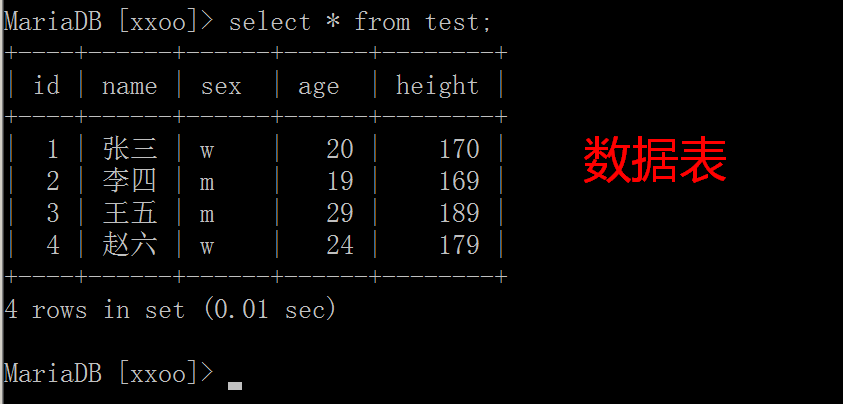 MariaDB [xxoo]> select * from test;
+----+------+------+------+--------+
| id | name | sex  | age  | height |
+----+------+------+------+--------+
|  1 | 张三 | w    |   20 |    170 |
|  2 | 李四 | m    |   19 |    169 |
|  3 | 王五 | m    |   29 |    189 |
|  4 | 赵六 | w    |   24 |    179 |
+----+------+------+------+--------+
4 rows in set (0.01 sec)
MariaDB [xxoo]>
数据表